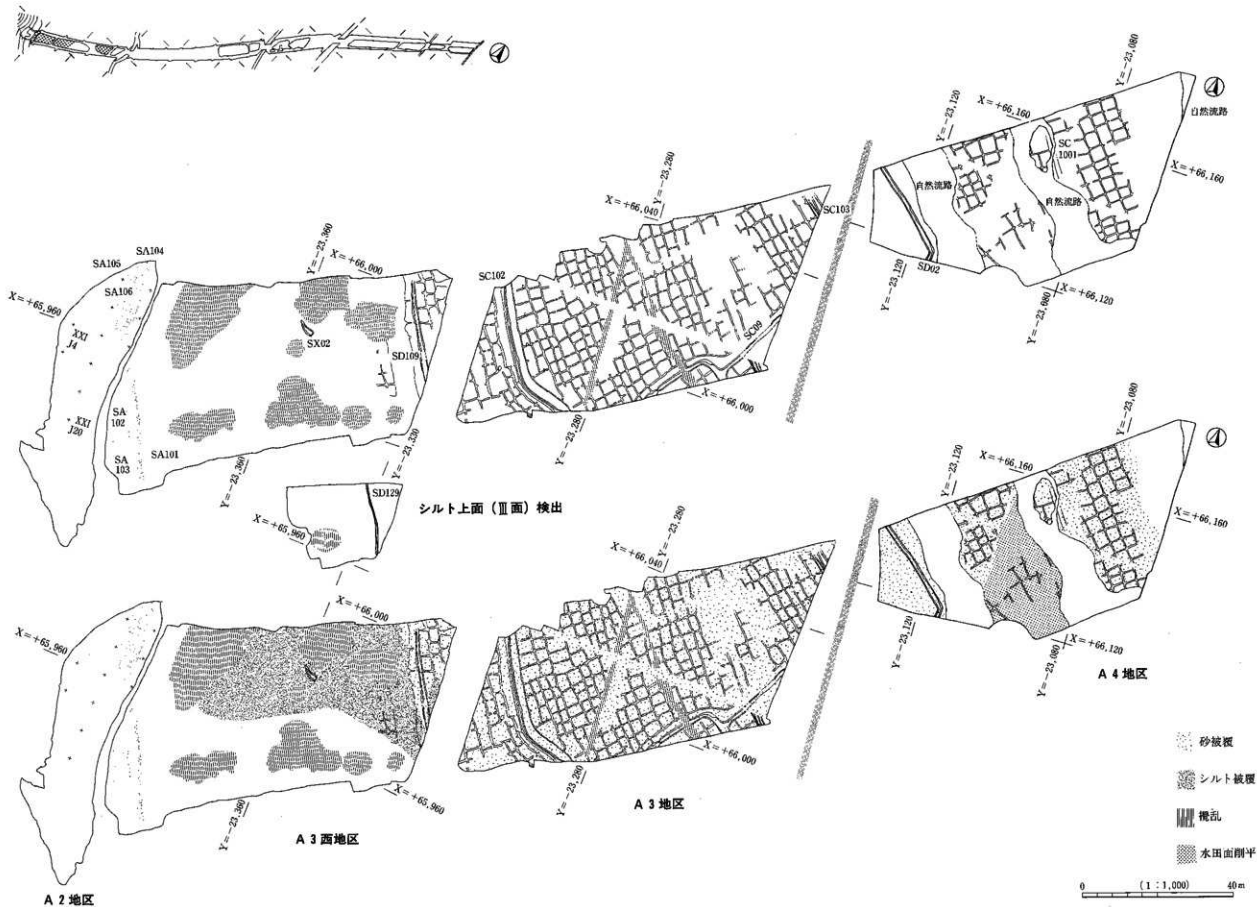 Y=-23,080
X=+66,160
Y=-23,120
自然流路
SC
1001
X=+66,160
自然流路
自然流路
Y=-23,280
X=+66,040
SC103
SD02
Y=-23,120
X=+66,120
Y=-23,080
SA104
SA105
SA106
X=+65,960
Y=-23,360
X=+66,000
SC102
XXI
J4
SX02
SD109
SC09
X=+66,000
XXI
J20
SA
102
SA
103
SA101
Y=-23,360
Y=-23,330
Y=-23,280
SD129
X=+65,960
シルト上面(Ⅲ面)検出
Y=-23,280
X=+66,040
Y=-23,080
X=+66,160
Y=-23,120
X=+66,160
X=+66,000
X=+65,960
Y=-23,120
X=+66,120
Y=-23,080
A 4 地区
X=+66,000
Y=-23,280
Y=-23,360
X=+65,960
A 3 西地区
A 3 地区
A 2 地区
砂被覆
シルト被覆
攪乱
水田面削平
0 (1:1,000) 40m